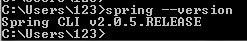 C:\Users\123>spring --version
Spring CLI v2.0.5.RELEASE
C:\Users\123>